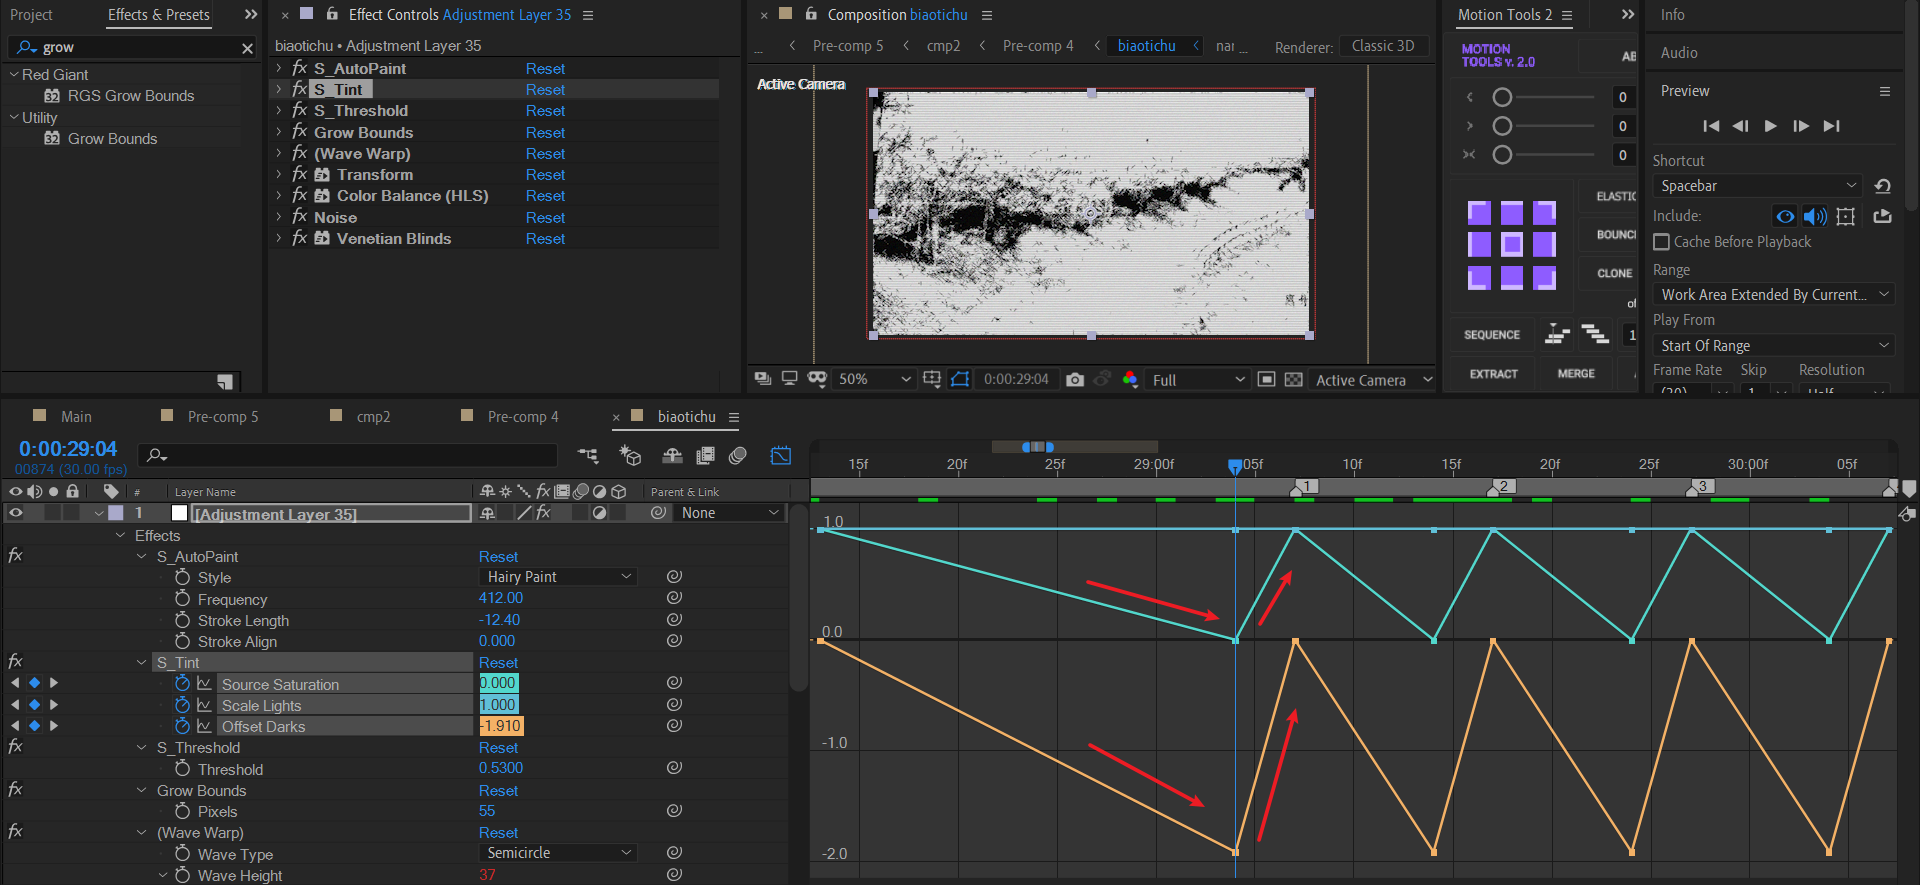 Project
Effects & Presets
grow
Red Giant
RGS Grow Bounds
Utility
Grow Bounds
Effect Controls Adjustment Layer 35
biaotichu • Adjustment Layer 35
S_AutoPaint Reset
S_Tint Reset
S_Threshold Reset
Grow Bounds Reset
(Wave Warp) Reset
Transform Reset
Color Balance (HLS) Reset
Noise Reset
Venetian Blinds Reset
Composition biaotichu
... Pre-comp 5 cmp2 Pre-comp 4 biaotichu nar ... Renderer: Classic 3D
Active Camera
50% 0:00:29:04 Full Active Camera
Motion Tools 2
MOTION
TOOLS v. 2.0
AB
0
0
0
ELASTIC
BOUNC
CLONE
of
SEQUENCE 1
EXTRACT MERGE
Info
Audio
Preview
Shortcut
Spacebar
Include:
Cache Before Playback
Range
Work Area Extended By Current...
Play From
Start Of Range
Frame Rate Skip Resolution
(30) 1 Half
Main Pre-comp 5 cmp2 Pre-comp 4 biaotichu
0:00:29:04
00874 (30.00 fps)
# Layer Name fx Parent & Link
1 [Adjustment Layer 35] fx None
Effects
fx S_AutoPaint Reset
Style Hairy Paint
Frequency 412.00
Stroke Length -12.40
Stroke Align 0.000
fx S_Tint Reset
Source Saturation 0.000
Scale Lights 1.000
Offset Darks -1.910
fx S_Threshold Reset
Threshold 0.5300
fx Grow Bounds Reset
Pixels 55
fx (Wave Warp) Reset
Wave Type Semicircle
Wave Height 37
15f 20f 25f 29:00f 05f 10f 15f 20f 25f 30:00f 05f
1 2 3
1.0
0.0
-1.0
-2.0